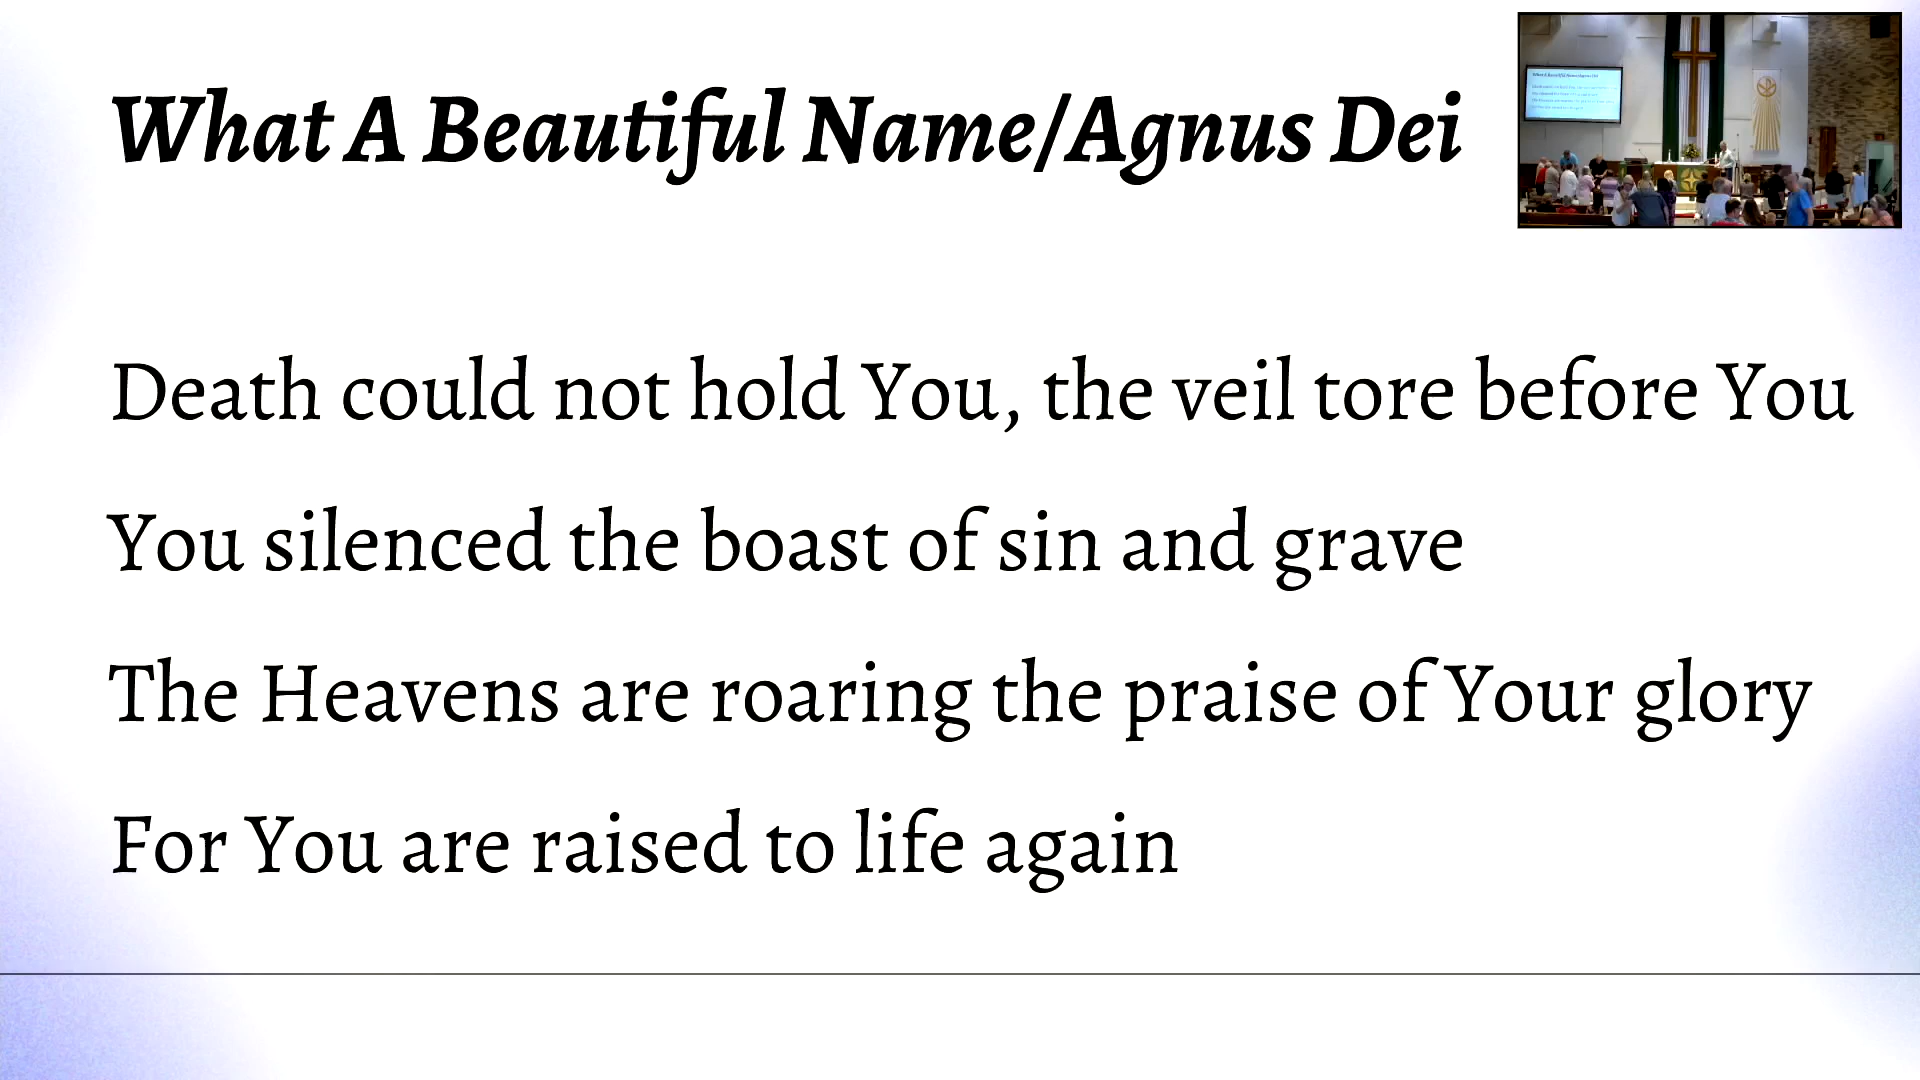 What A Beautiful Name/Agnus Dei
Death could not hold You, the veil tore before You
You silenced the boast of sin and grave
The Heavens are roaring the praise of Your glory
For You are raised to life again